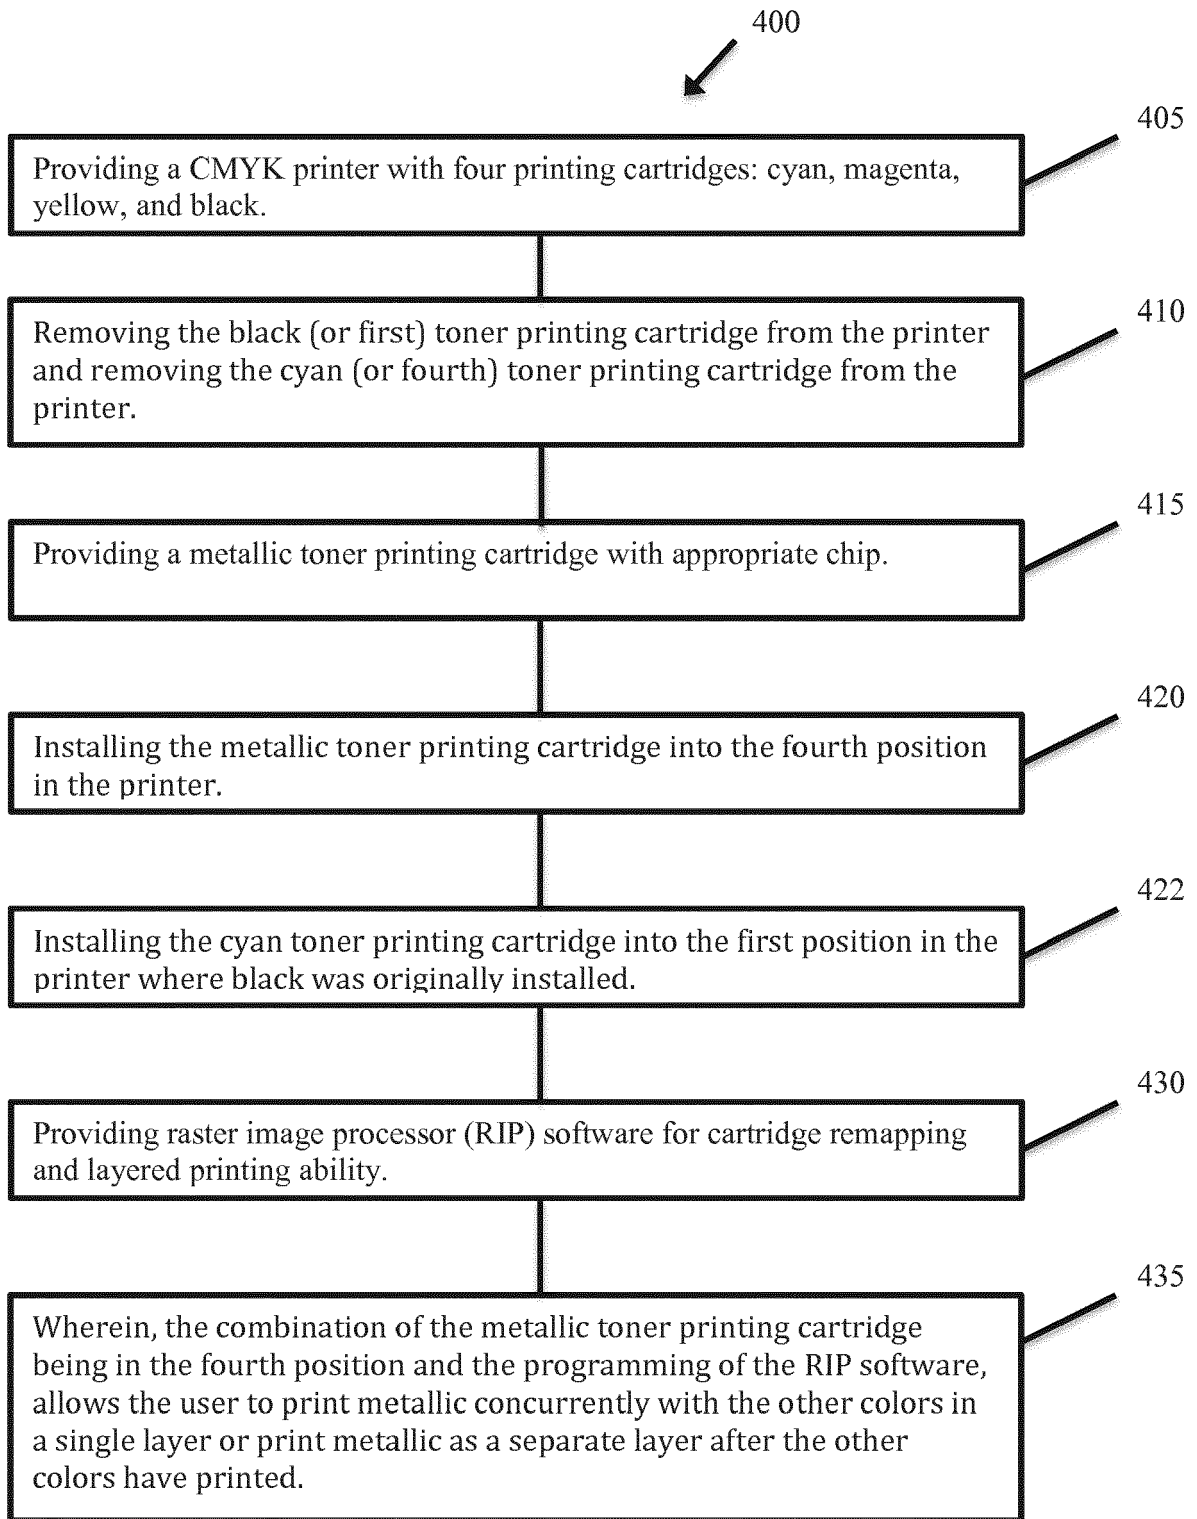 400
405
Providing a CMYK printer with four printing cartridges: cyan, magenta,
yellow, and black.
410
Removing the black (or first) toner printing cartridge from the printer
and removing the cyan (or fourth) toner printing cartridge from the
printer.
415
Providing a metallic toner printing cartridge with appropriate chip.
420
Installing the metallic toner printing cartridge into the fourth position
in the printer.
422
Installing the cyan toner printing cartridge into the first position in the
printer where black was originally installed.
430
Providing raster image processor (RIP) software for cartridge remapping
and layered printing ability.
435
Wherein, the combination of the metallic toner printing cartridge
being in the fourth position and the programming of the RIP software,
allows the user to print metallic concurrently with the other colors in
a single layer or print metallic as a separate layer after the other
colors have printed.